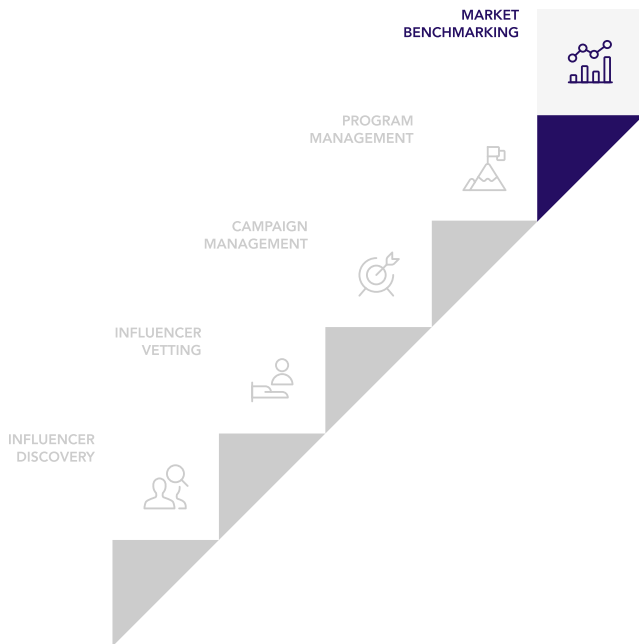 MARKET
BENCHMARKING
PROGRAM
MANAGEMENT
CAMPAIGN
MANAGEMENT
INFLUENCER
VETTING
INFLUENCER
DISCOVERY